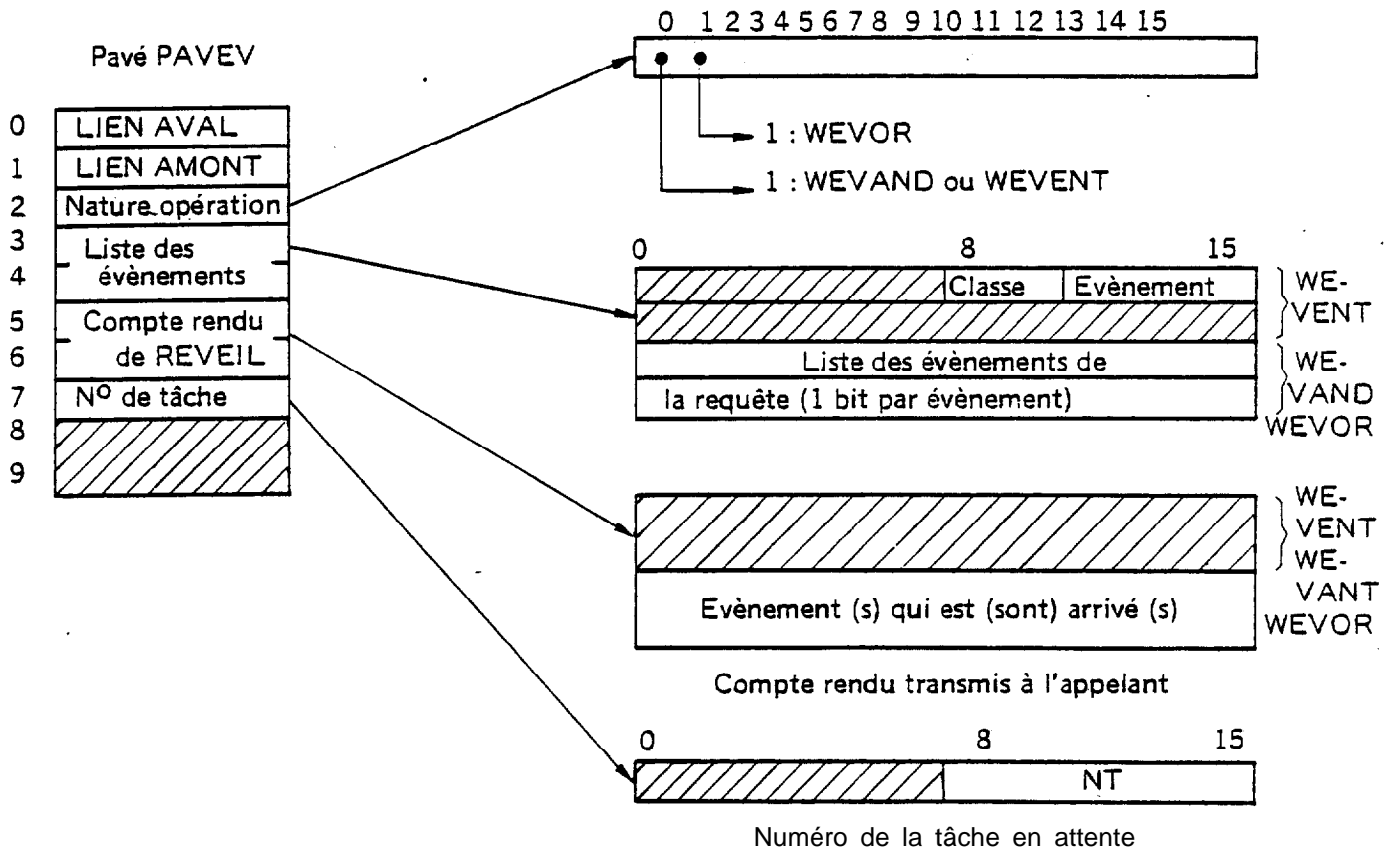 Pavé PAVEV
0 LIEN AVAL
1 LIEN AMONT
2 Nature opération
3 Liste des
4 évènements
5 Compte rendu
6 de REVEIL
7 Nº de tâche
8
9
0 1 2 3 4 5 6 7 8 9 10 11 12 13 14 15
1 : WEVOR
1 : WEVAND ou WEVENT
0 8 15
Classe Evènement
WE-
VENT
Liste des évènements de
la requête (1 bit par évènement)
WE-
VAND
WEVOR
WE-
VENT
WE-
VANT
WEVOR
Evènement (s) qui est (sont) arrivé (s)
Compte rendu transmis à l'appelant
0 8 15
NT
Numéro de la tâche en attente